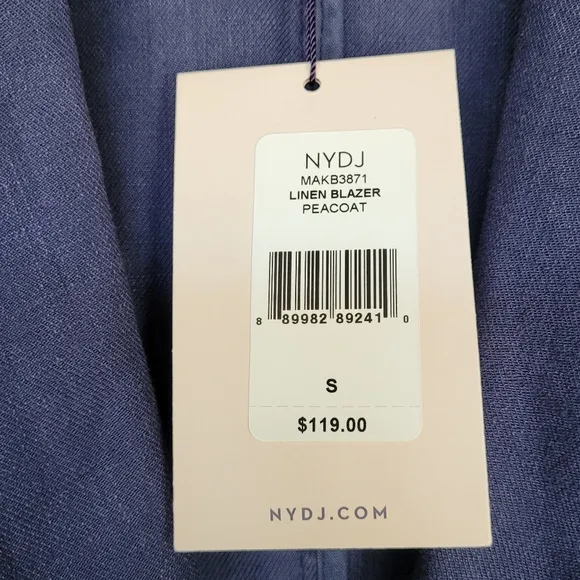 NYDJ
MAKB3871
LINEN BLAZER
PEACOAT
8 89982 89241 0
S
$119.00
NYDJ.COM